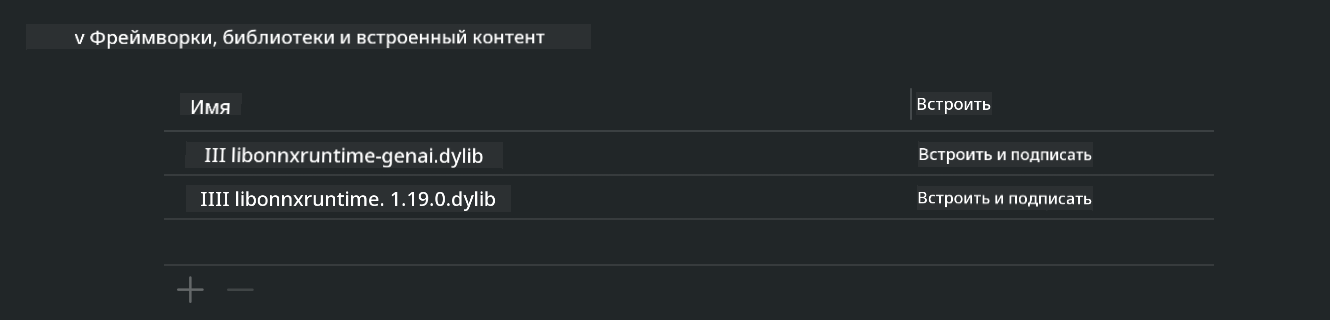 v Фреймворки, библиотеки и встроенный контент
Имя Встроить
III libonnxruntime-genai.dylib Встроить и подписать
IIII libonnxruntime. 1.19.0.dylib Встроить и подписать